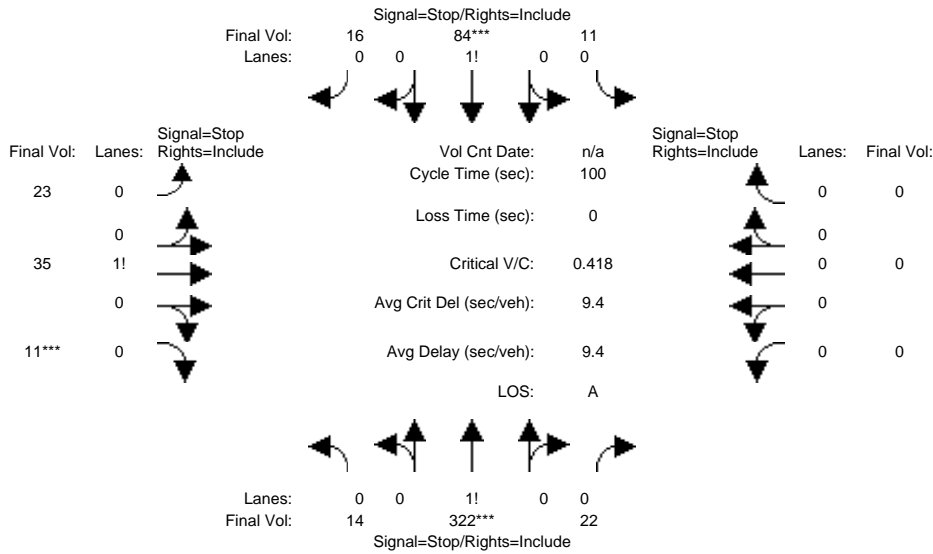 Signal=Stop/Rights=Include
Final Vol: 16 84*** 11
Lanes: 0 0 1! 0 0
Signal=Stop
Final Vol: Lanes: Rights=Include
Vol Cnt Date: n/a
Signal=Stop
Rights=Include Lanes: Final Vol:
Cycle Time (sec): 100
23 0
0 0
Loss Time (sec): 0
0
0
35 1!
Critical V/C: 0.418
0 0
0
Avg Crit Del (sec/veh): 9.4
0
11*** 0
Avg Delay (sec/veh): 9.4
0 0
LOS: A
Lanes: 0 0 1! 0 0
Final Vol: 14 322*** 22
Signal=Stop/Rights=Include